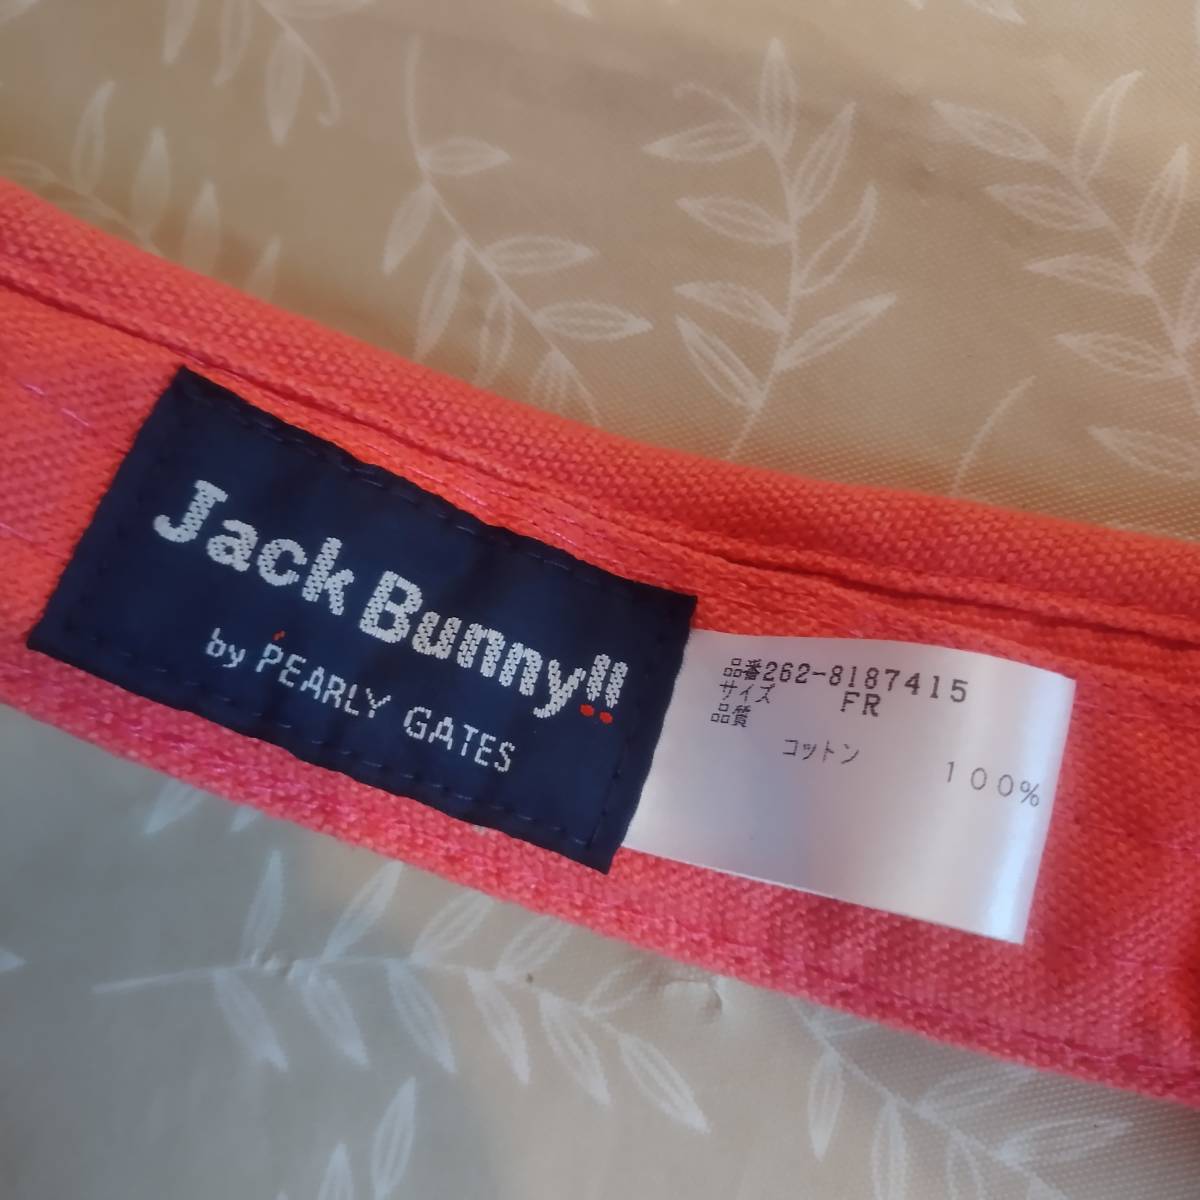 Jack Bunny!!
by PEARLY GATES
品番262-8187415
サイズ FR
品質
コットン 100%